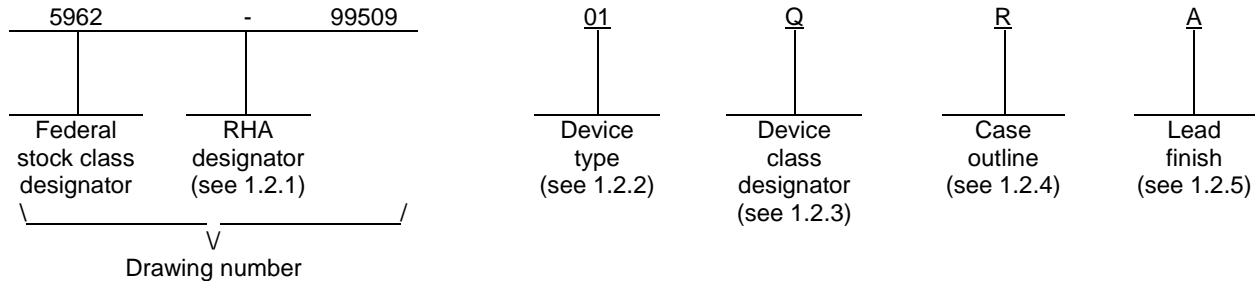 5962 - 99509 01 Q R A
Federal stock class designator
RHA designator (see 1.2.1)
Device type (see 1.2.2)
Device class designator (see 1.2.3)
Case outline (see 1.2.4)
Lead finish (see 1.2.5)
Drawing number